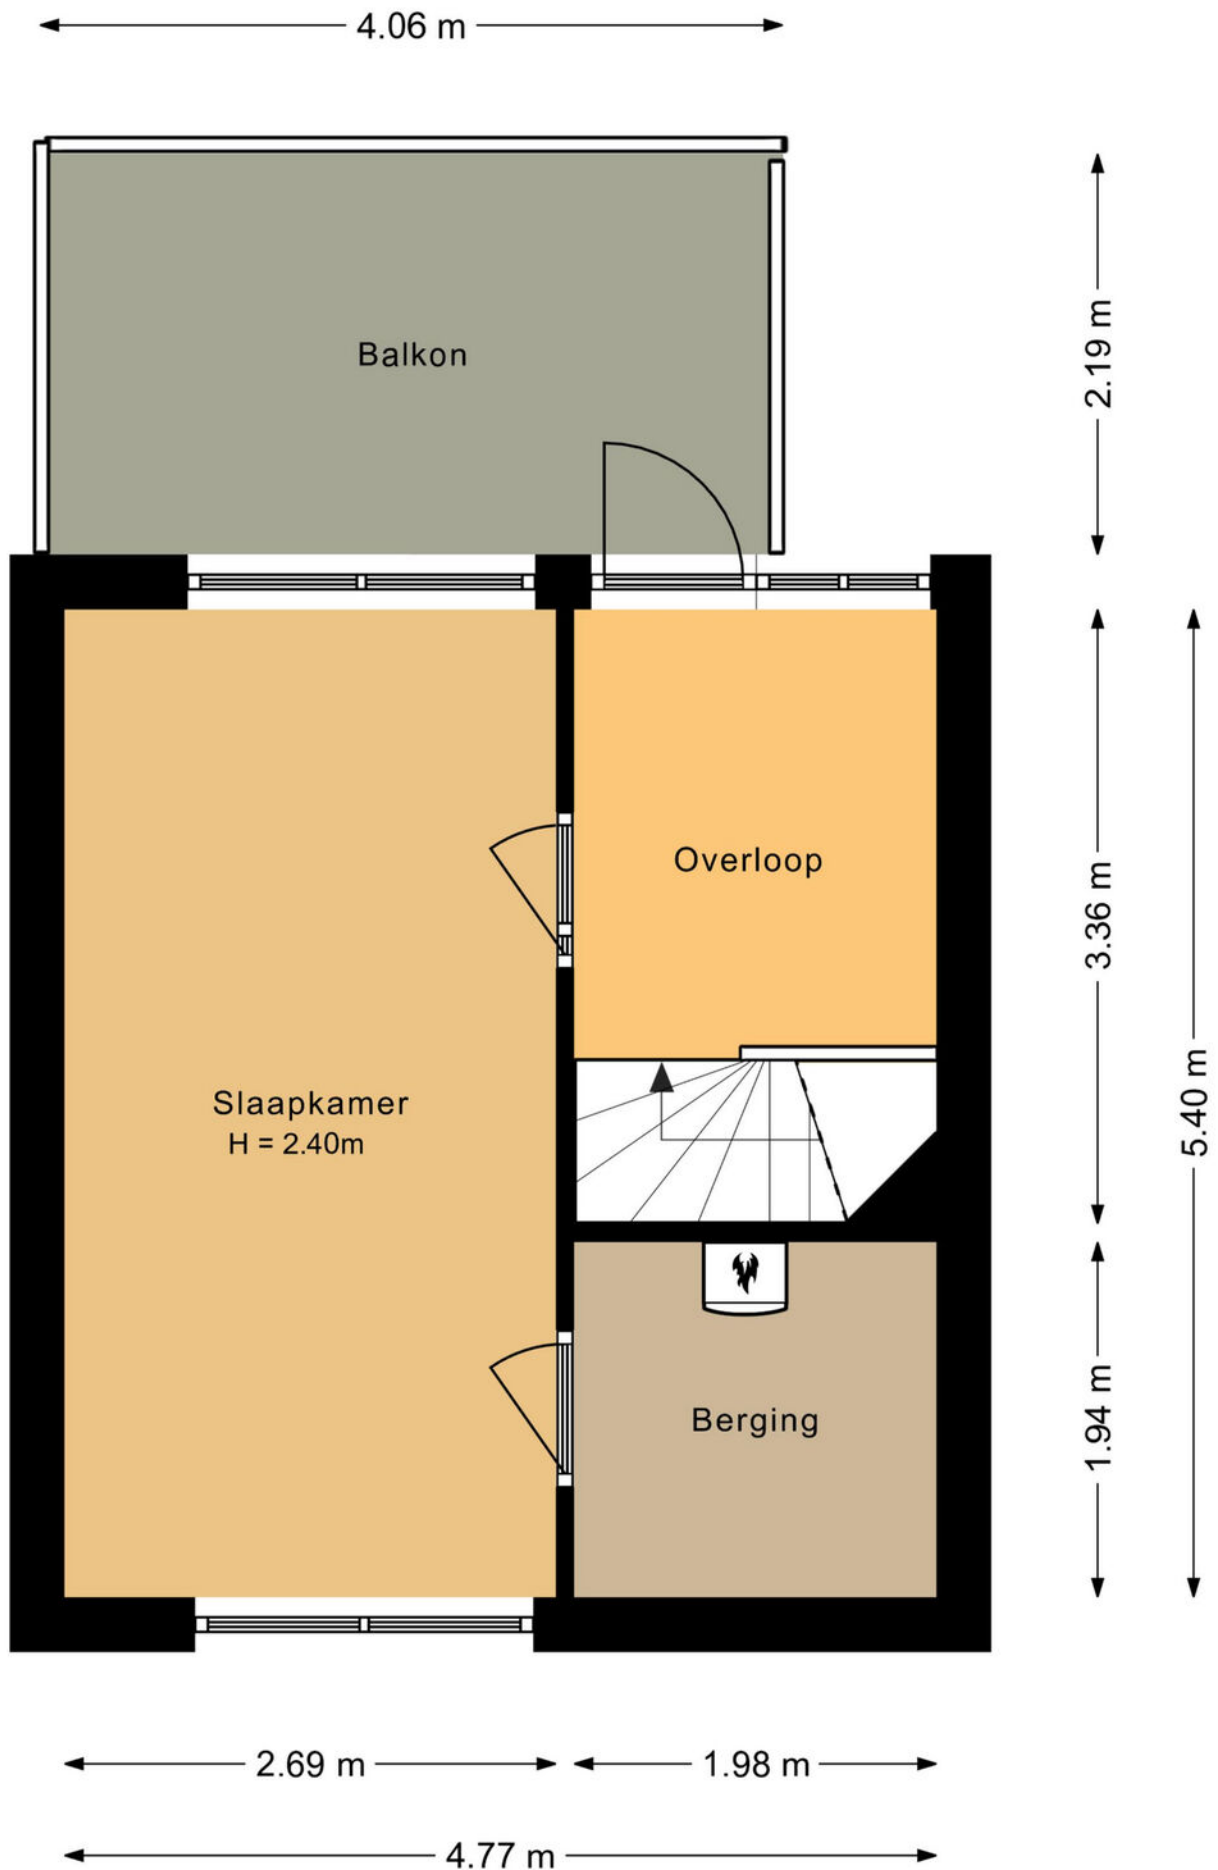 4.06 m
2.19 m
Balkon
Overloop
3.36 m
5.40 m
Slaapkamer
H = 2.40m
1.94 m
Berging
2.69 m
1.98 m
4.77 m